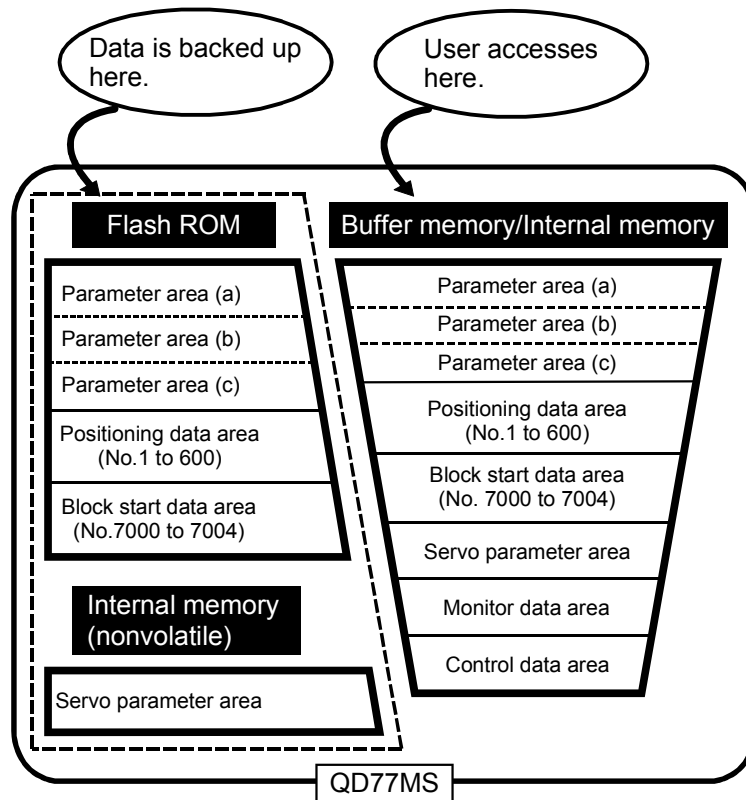 Data is backed up
here.
User accesses
here.
Flash ROM
Parameter area (a)
Parameter area (b)
Parameter area (c)
Positioning data area
(No.1 to 600)
Block start data area
(No.7000 to 7004)
Internal memory
(nonvolatile)
Servo parameter area
Buffer memory/Internal memory
Parameter area (a)
Parameter area (b)
Parameter area (c)
Positioning data area
(No.1 to 600)
Block start data area
(No. 7000 to 7004)
Servo parameter area
Monitor data area
Control data area
QD77MS